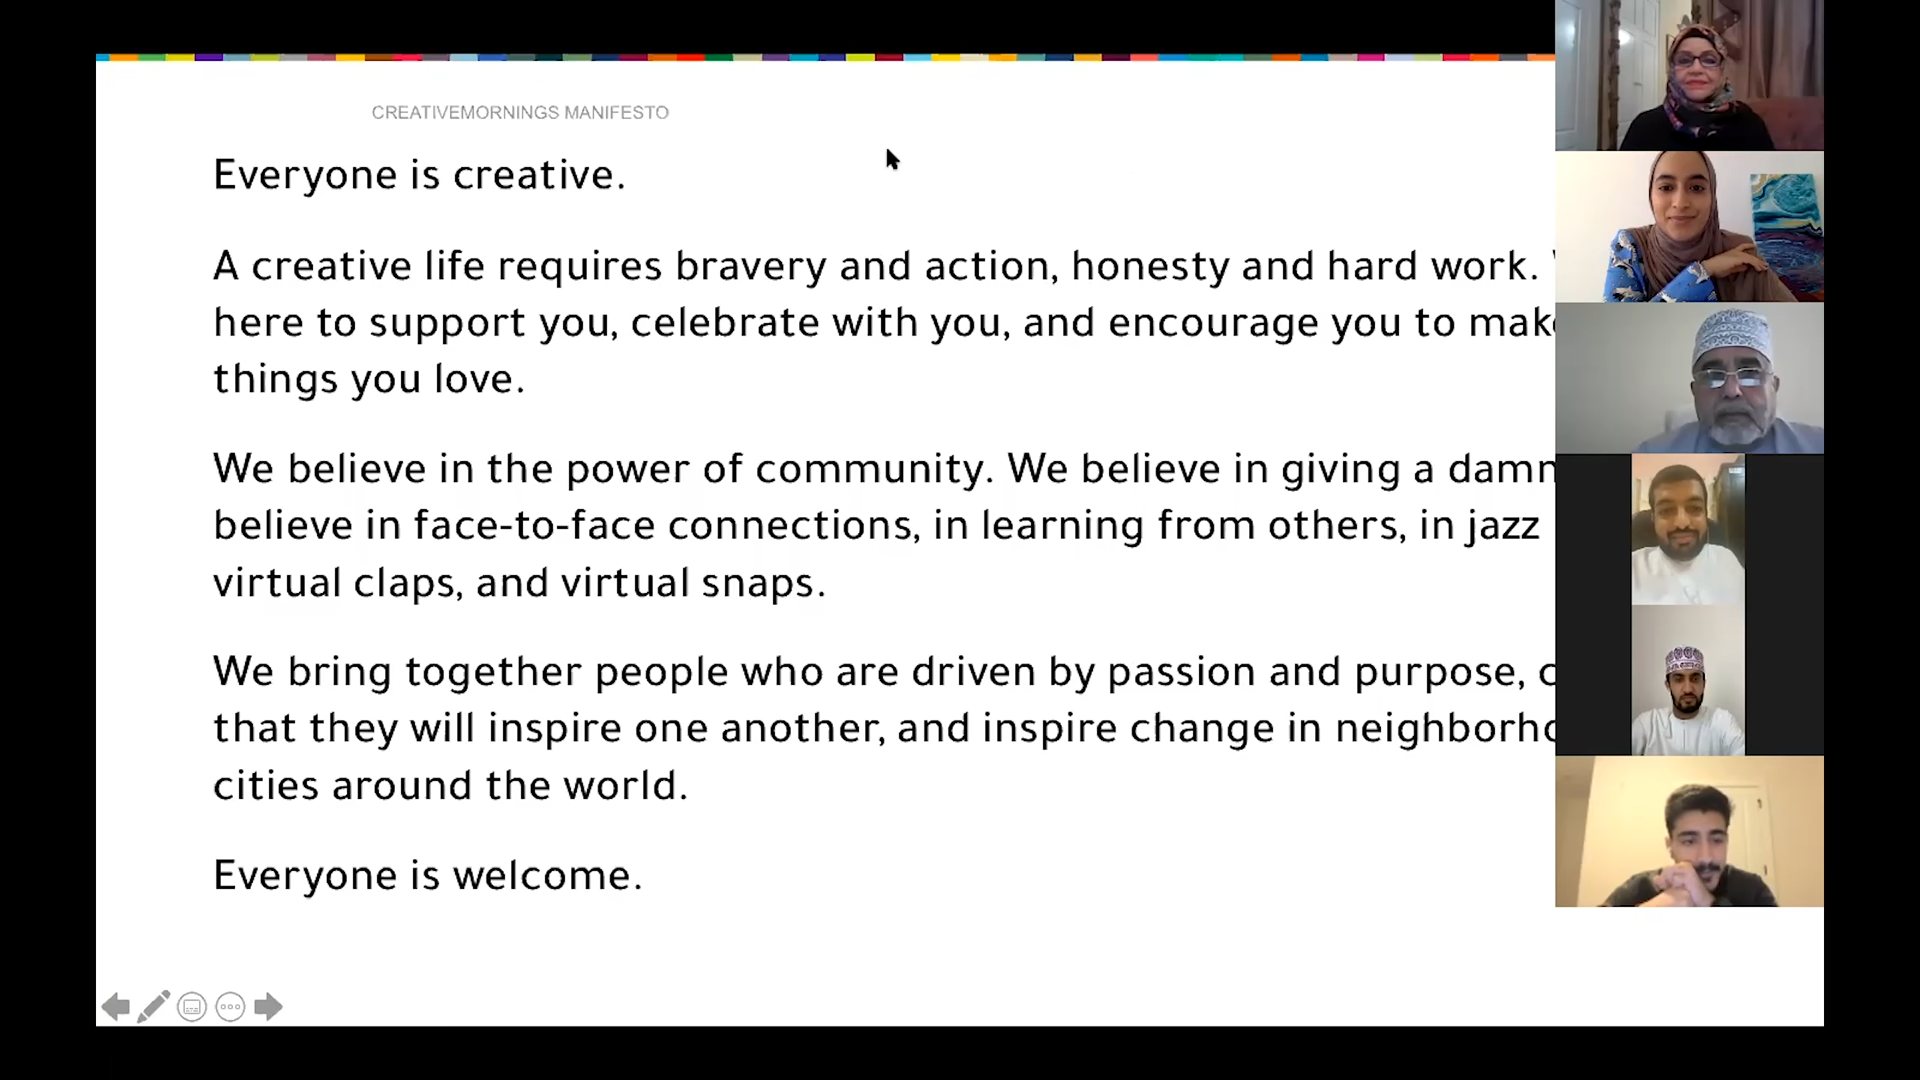 CREATIVEMORNINGS MANIFESTO
Everyone is creative.
A creative life requires bravery and action, honesty and hard work.
here to support you, celebrate with you, and encourage you to make
things you love.
We believe in the power of community. We believe in giving a damn
believe in face-to-face connections, in learning from others, in jazz
virtual claps, and virtual snaps.
We bring together people who are driven by passion and purpose,
that they will inspire one another, and inspire change in
cities around the world.
Everyone is welcome.